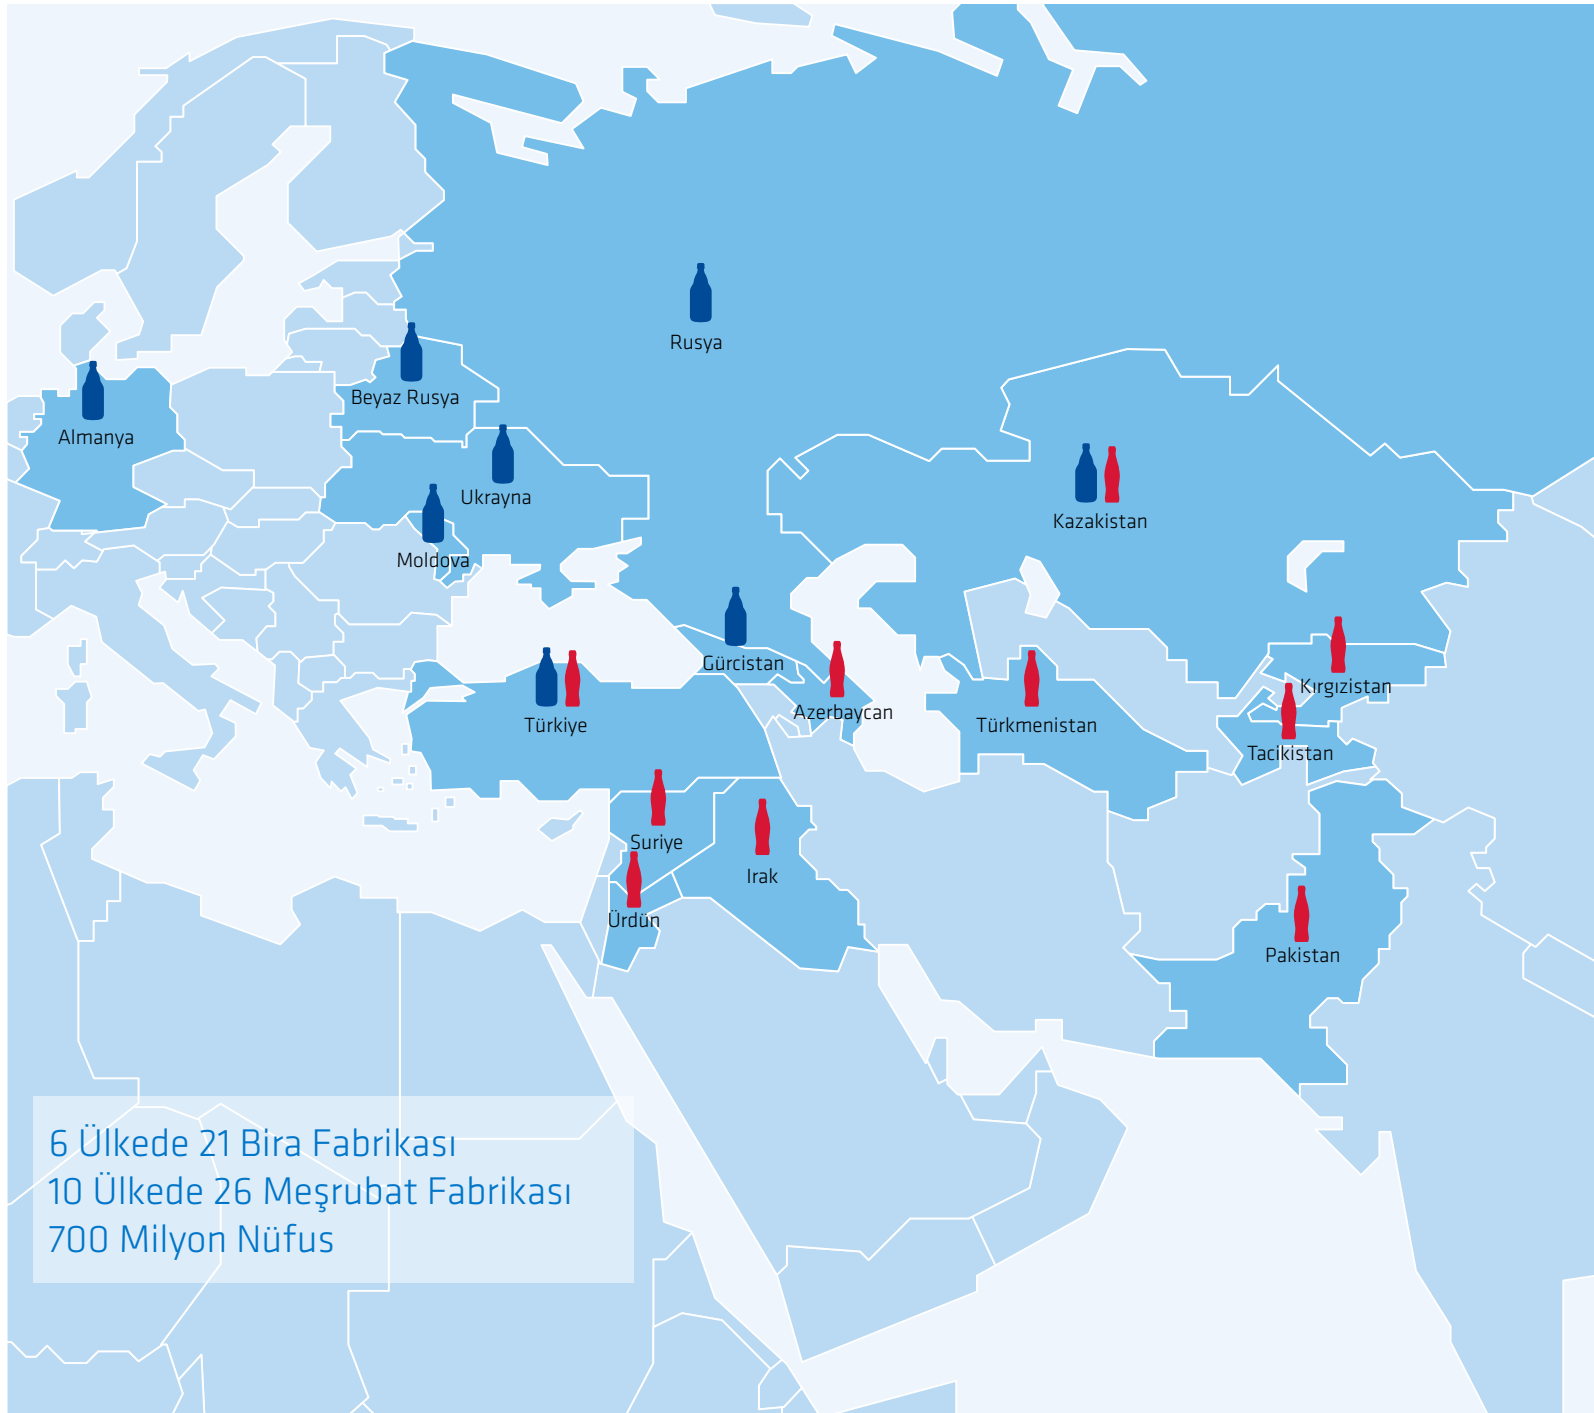 Rusya
Beyaz Rusya
Almanya
Ukrayna
Kazakistan
Moldova
Gürcistan
Kırgızistan
Azerbaycan
Türkiye
Türkmenistan
Tacikistan
Suriye
Irak
Ürdün
Pakistan
6 Ülkede 21 Bira Fabrikası
10 Ülkede 26 Meşrubat Fabrikası
700 Milyon Nüfus